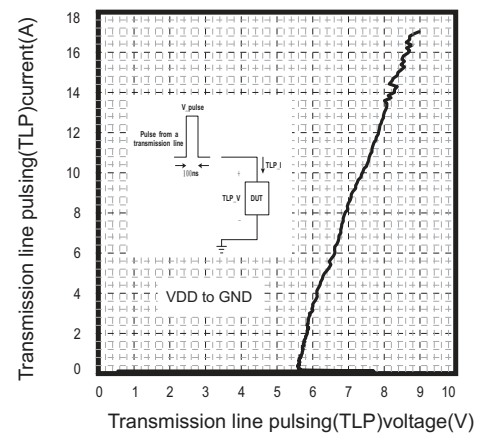 Transmission line pulsing(TLP)current(A)
18
16
14
12
10
8
6
4
2
0
V_pulse
Pulse from a
transmission line
100ns
TLP_I
+
TLP_V
DUT
-
VDD to GND
0 1 2 3 4 5 6 7 8 9 10
Transmission line pulsing(TLP)voltage(V)